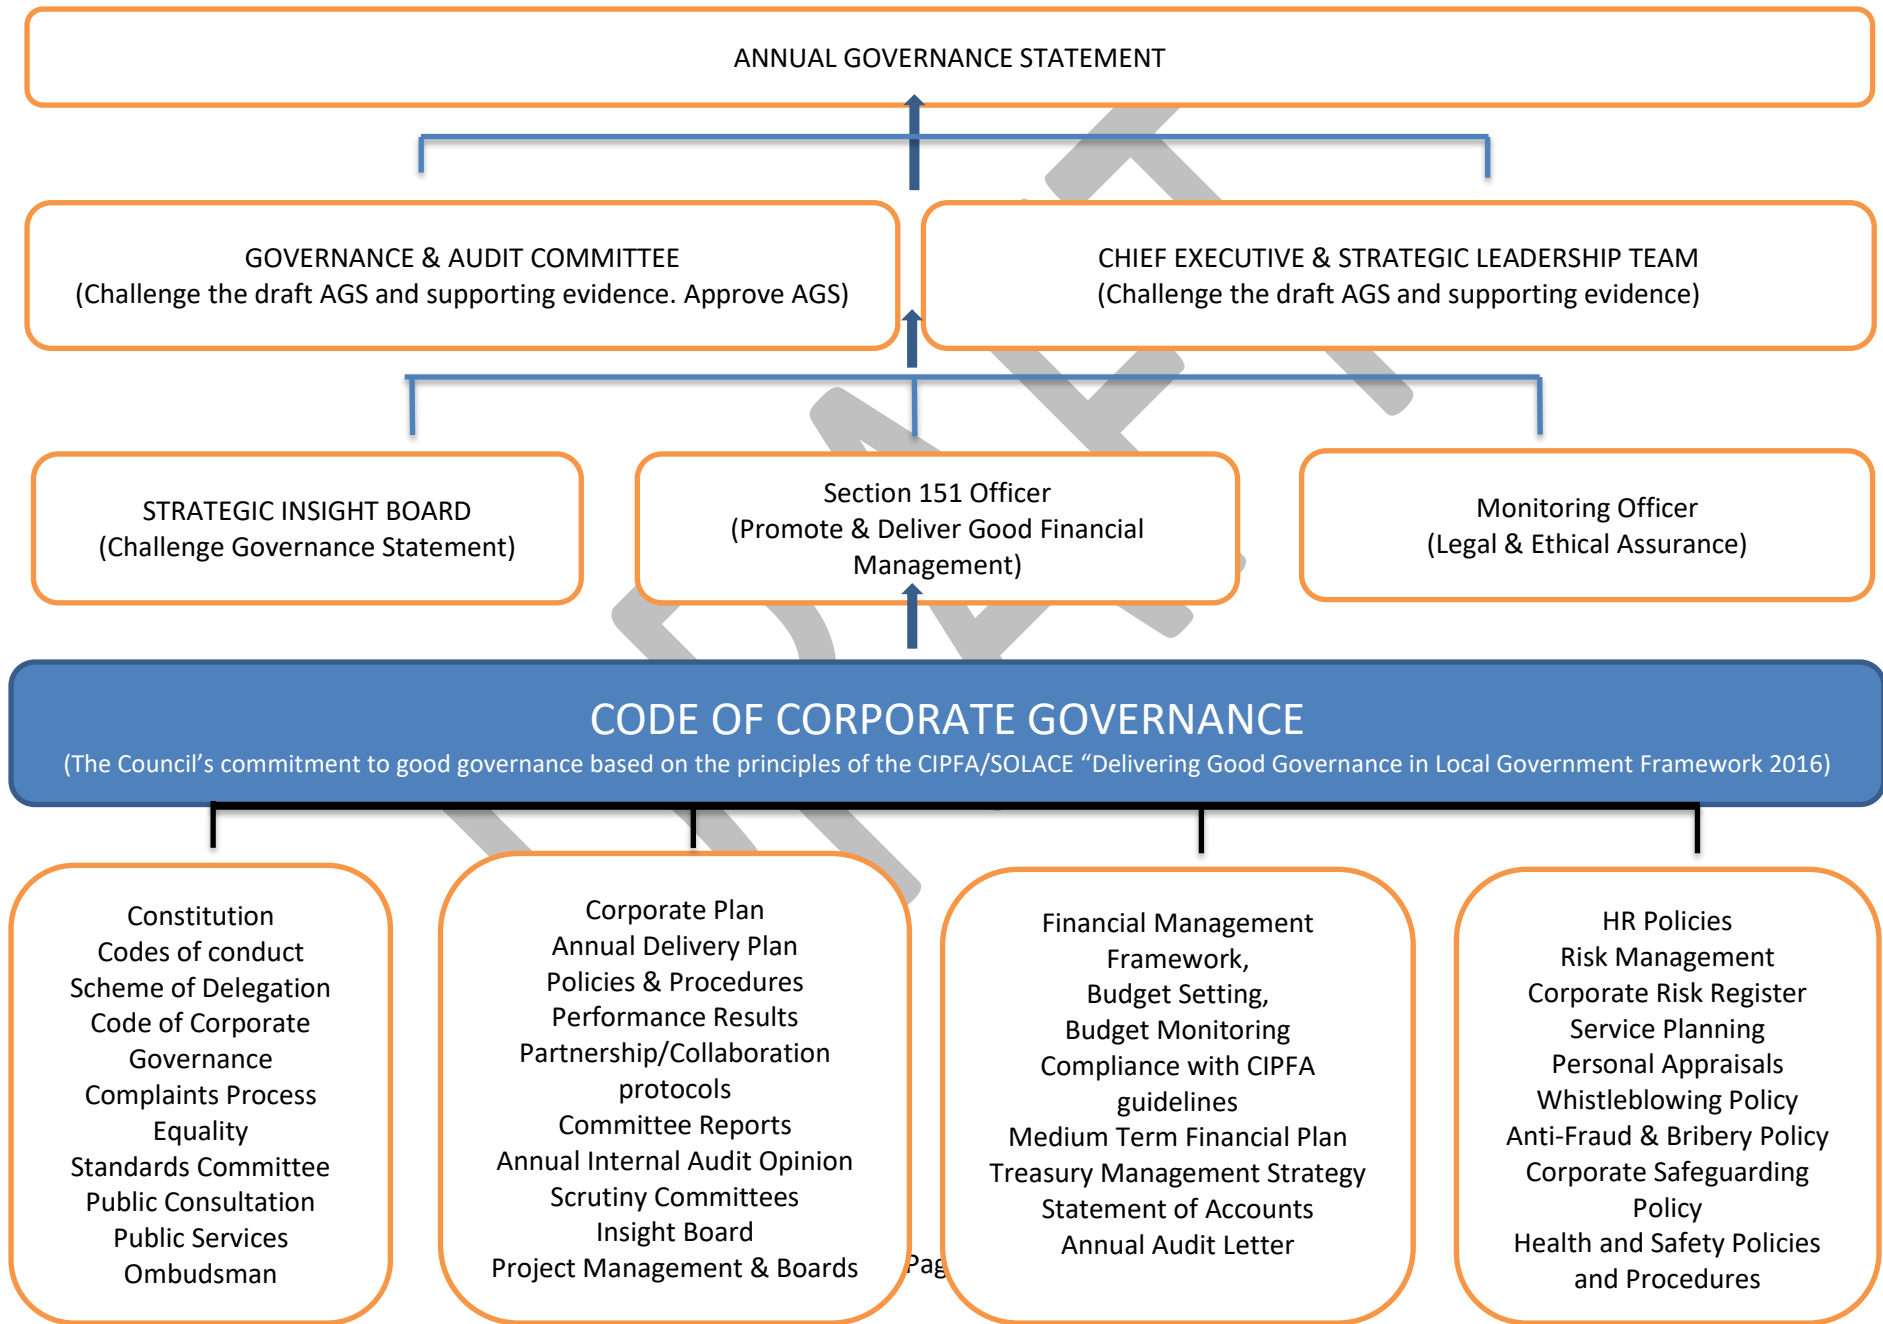 ANNUAL GOVERNANCE STATEMENT
GOVERNANCE & AUDIT COMMITTEE
(Challenge the draft AGS and supporting evidence. Approve AGS)
CHIEF EXECUTIVE & STRATEGIC LEADERSHIP TEAM
(Challenge the draft AGS and supporting evidence)
STRATEGIC INSIGHT BOARD
(Challenge Governance Statement)
Section 151 Officer
(Promote & Deliver Good Financial
Management)
Monitoring Officer
(Legal & Ethical Assurance)
CODE OF CORPORATE GOVERNANCE
(The Council’s commitment to good governance based on the principles of the CIPFA/SOLACE “Delivering Good Governance in Local Government Framework 2016)
Constitution
Codes of conduct
Scheme of Delegation
Code of Corporate
Governance
Complaints Process
Equality
Standards Committee
Public Consultation
Public Services
Ombudsman
Corporate Plan
Annual Delivery Plan
Policies & Procedures
Performance Results
Partnership/Collaboration
protocols
Committee Reports
Annual Internal Audit Opinion
Scrutiny Committees
Insight Board
Project Management & Boards
Financial Management
Framework,
Budget Setting,
Budget Monitoring
Compliance with CIPFA
guidelines
Medium Term Financial Plan
Treasury Management Strategy
Statement of Accounts
Annual Audit Letter
HR Policies
Risk Management
Corporate Risk Register
Service Planning
Personal Appraisals
Whistleblowing Policy
Anti-Fraud & Bribery Policy
Corporate Safeguarding
Policy
Health and Safety Policies
and Procedures
Pag
DRAFT